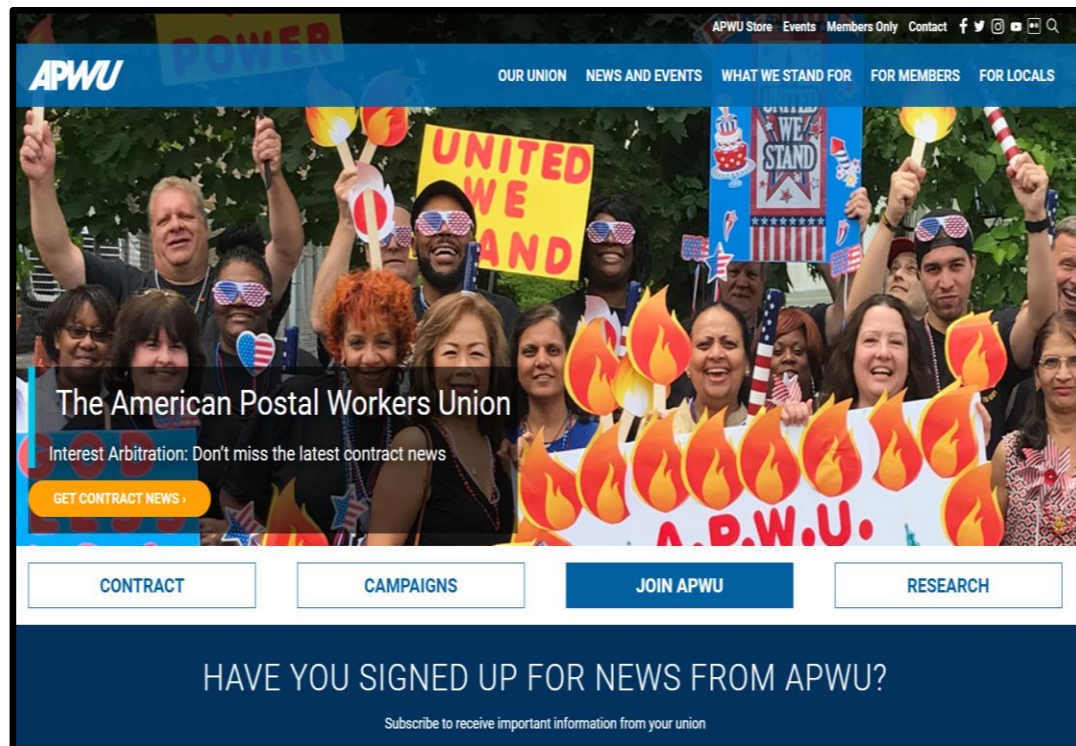 APWU Store Events Members Only Contact
POWER
APWU
OUR UNION NEWS AND EVENTS WHAT WE STAND FOR FOR MEMBERS FOR LOCALS
UNITED
WE
STAND
UNITED
WE
STAND
The American Postal Workers Union
Interest Arbitration: Don't miss the latest contract news
GET CONTRACT NEWS ›
GOD
BLESS
A.P.W.U.
CONTRACT
CAMPAIGNS
JOIN APWU
RESEARCH
HAVE YOU SIGNED UP FOR NEWS FROM APWU?
Subscribe to receive important information from your union